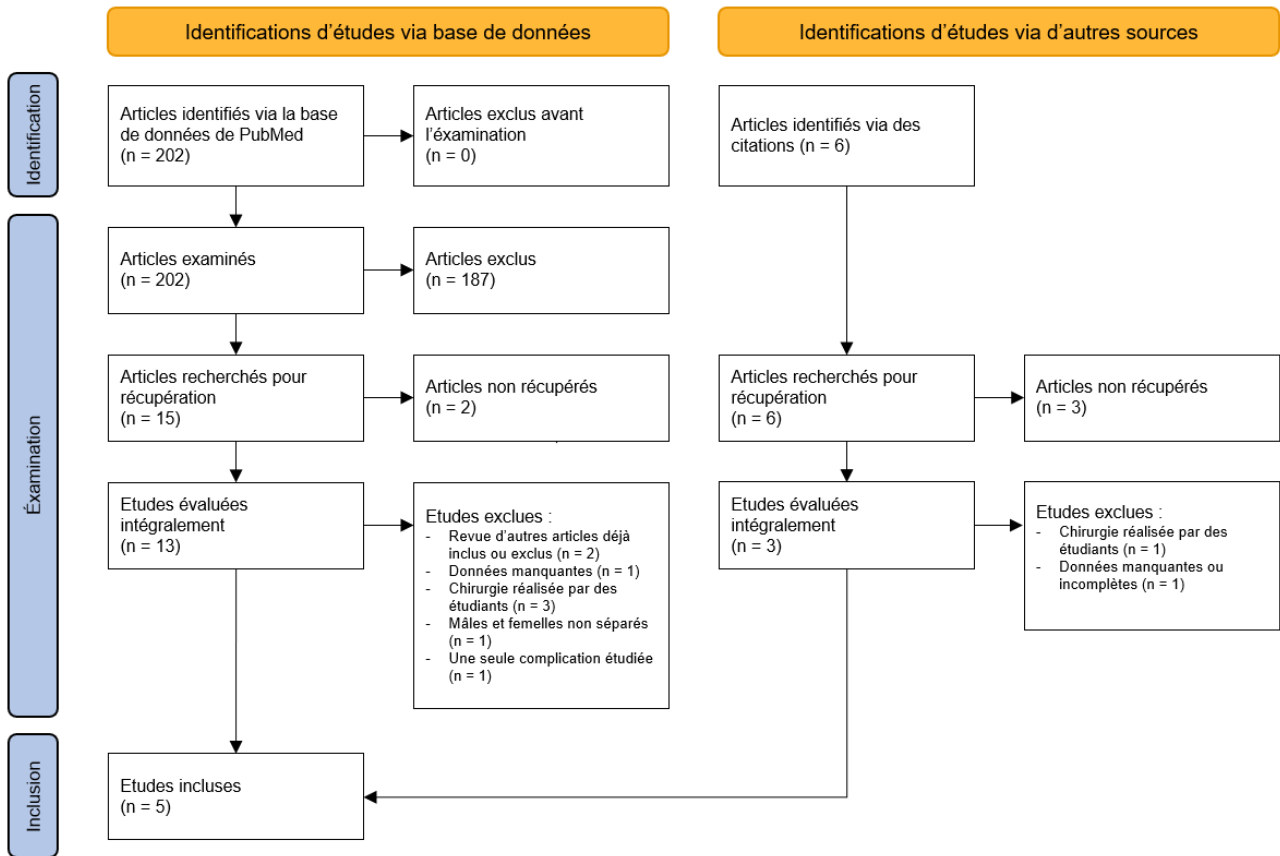 Identifications d'études via base de données
Identifications d'études via d'autres sources
Identification
Articles identifiés via la base
de données de PubMed
(n = 202)
Articles exclus avant
l'éxamination
(n = 0)
Articles identifiés via des
citations (n = 6)
Éxamination
Articles examinés
(n = 202)
Articles exclus
(n = 187)
Articles recherchés pour
récupération
(n = 15)
Articles non récupérés
(n = 2)
Articles recherchés pour
récupération
(n = 6)
Articles non récupérés
(n = 3)
Etudes évaluées
intégralement
(n = 13)
Etudes exclues :
- Revue d'autres articles déjà
inclus ou exclus (n = 2)
- Données manquantes (n = 1)
- Chirurgie réalisée par des
étudiants (n = 3)
- Mâles et femelles non séparés
(n = 1)
- Une seule complication étudiée
(n = 1)
Etudes évaluées
intégralement
(n = 3)
Etudes exclues :
- Chirurgie réalisée par des
étudiants (n = 1)
- Données manquantes ou
incomplètes (n = 1)
Inclusion
Etudes incluses
(n = 5)